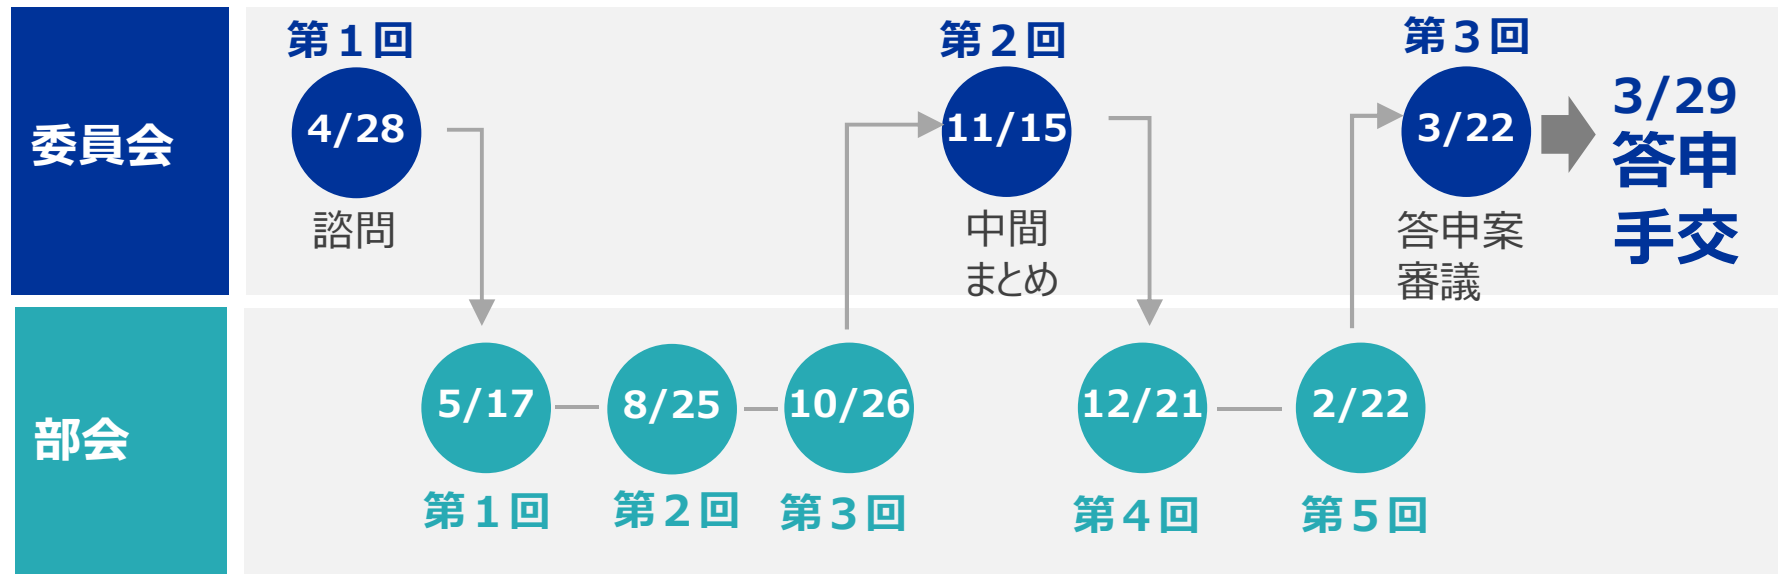 委員会
第１回
4/28
諮問
第２回
11/15
中間
まとめ
第３回
3/22
答申案
審議
3/29
答申
手交
部会
5/17
第１回
8/25
第２回
10/26
第３回
12/21
第４回
2/22
第５回